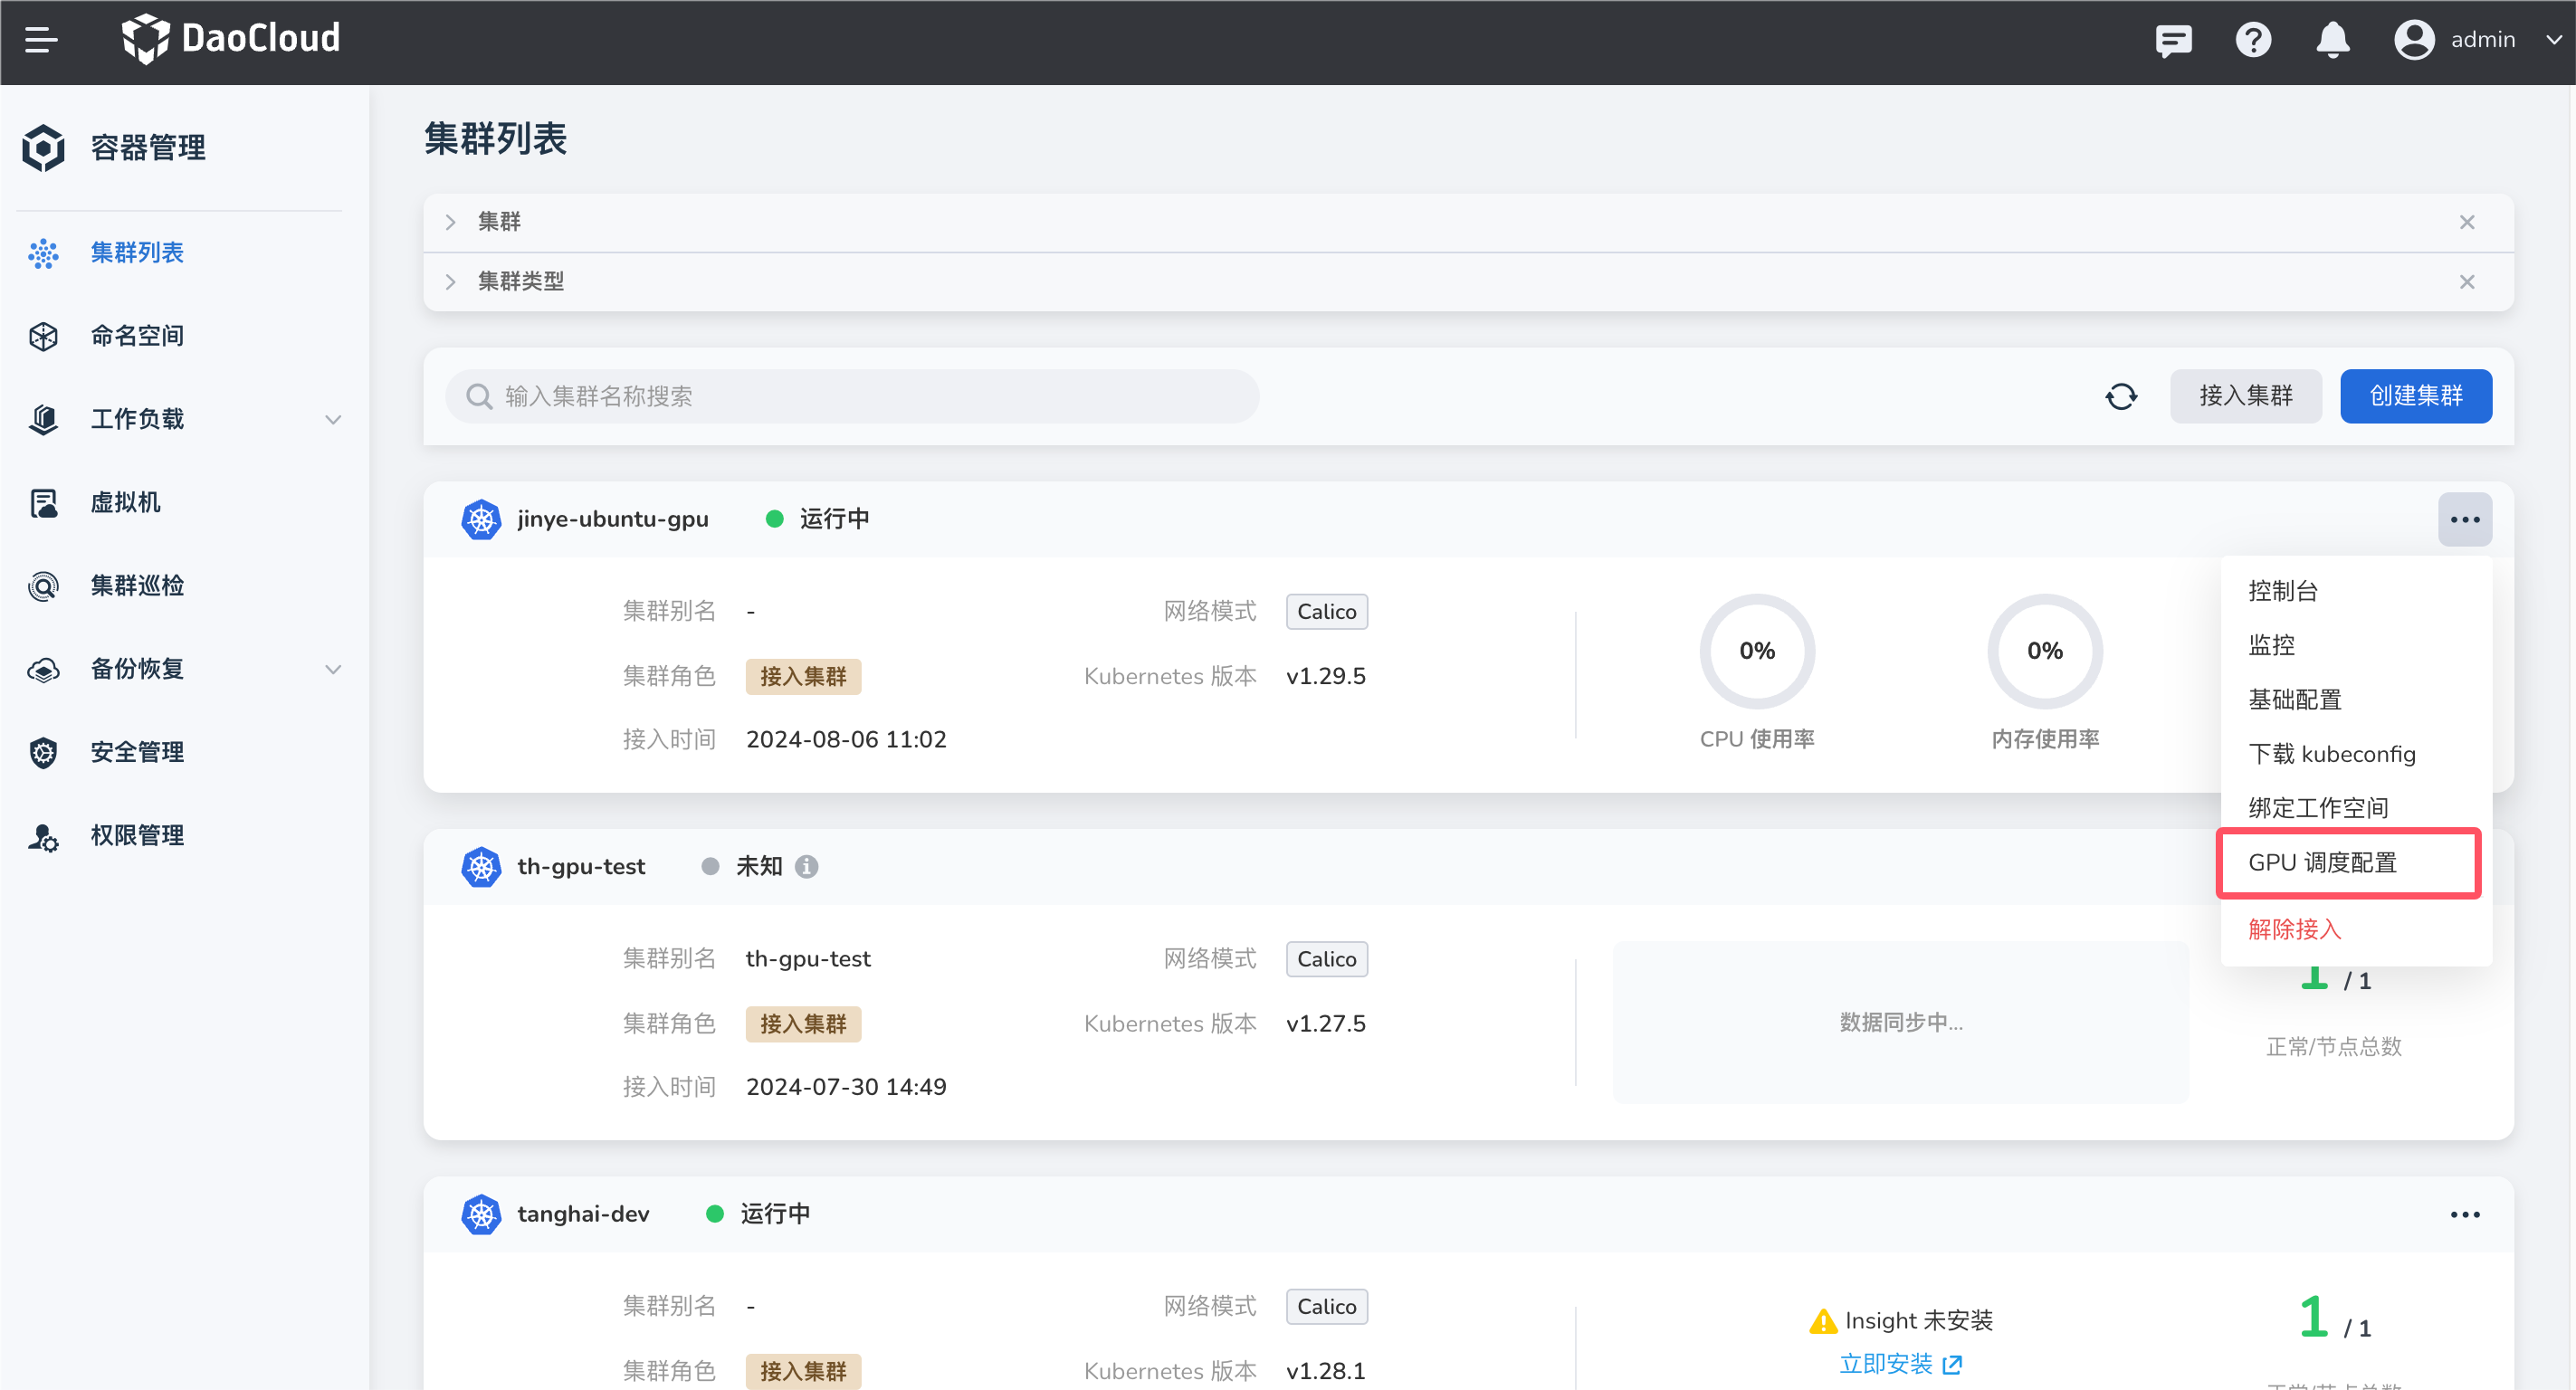 DaoCloud
admin
容器管理
集群列表
命名空间
工作负载
虚拟机
集群巡检
备份恢复
安全管理
权限管理
集群列表
集群
集群类型
输入集群名称搜索
接入集群
创建集群
jinye-ubuntu-gpu
运行中
集群别名 -
网络模式 Calico
集群角色 接入集群
Kubernetes 版本 v1.29.5
接入时间 2024-08-06 11:02
0%
CPU 使用率
0%
内存使用率
控制台
监控
基础配置
下载 kubeconfig
绑定工作空间
GPU 调度配置
解除接入
th-gpu-test
未知
集群别名 th-gpu-test
网络模式 Calico
集群角色 接入集群
Kubernetes 版本 v1.27.5
接入时间 2024-07-30 14:49
数据同步中...
1 / 1
正常/节点总数
tanghai-dev
运行中
集群别名 -
网络模式 Calico
集群角色 接入集群
Kubernetes 版本 v1.28.1
Insight 未安装
立即安装
1 / 1